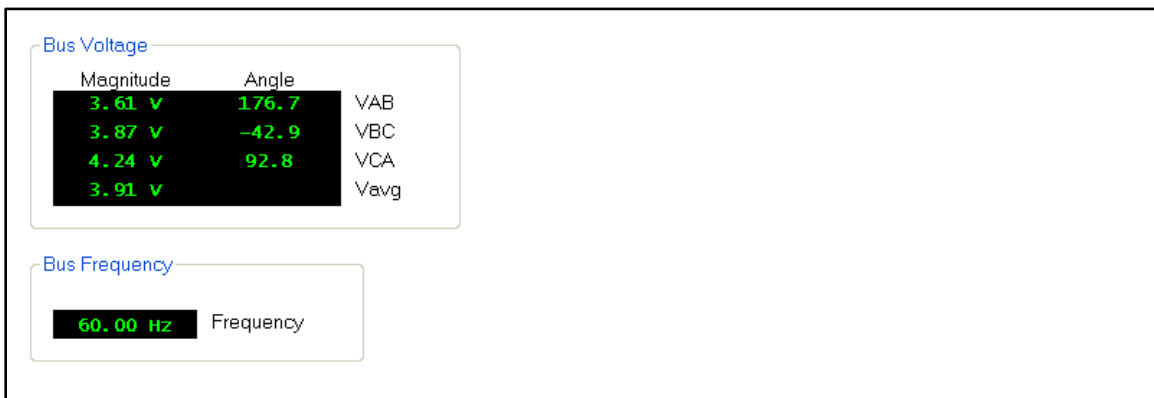 Bus Voltage
Magnitude Angle
3.61 V 176.7 VAB
3.87 V -42.9 VBC
4.24 V 92.8 VCA
3.91 V Vavg
Bus Frequency
60.00 Hz Frequency